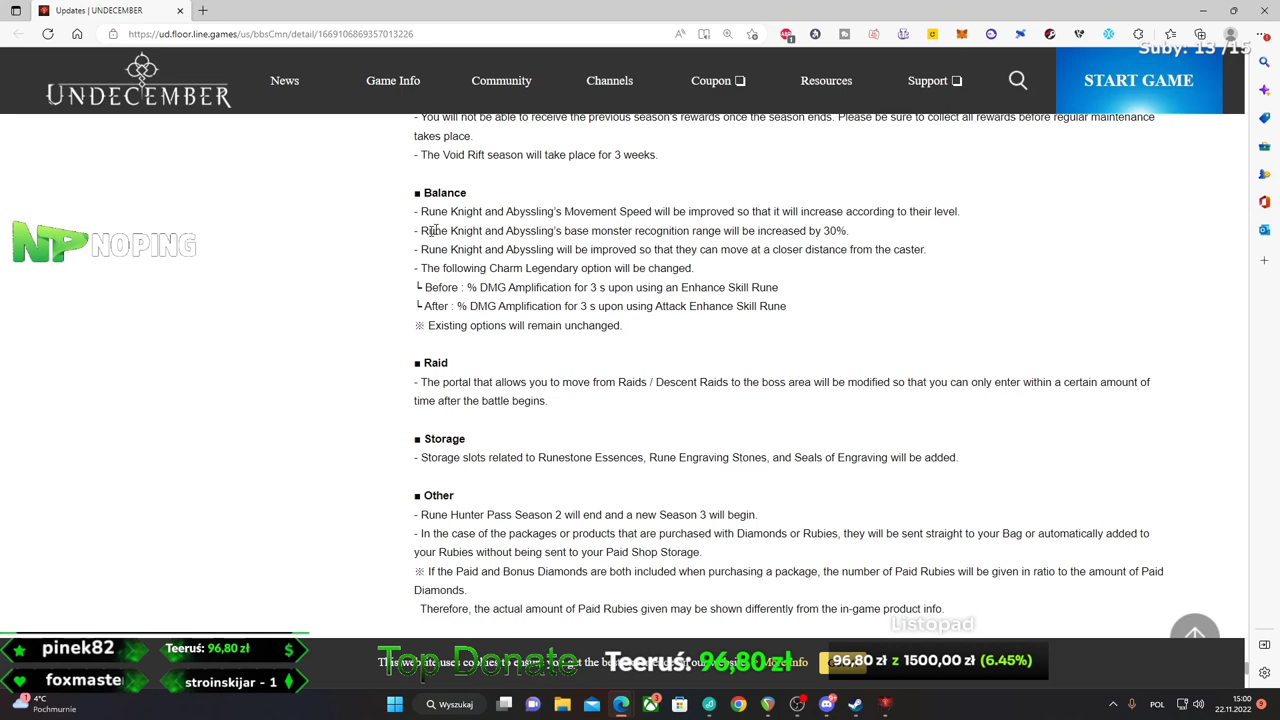 Updates | UNDECEMBER
https://ud.floor.line.games/us/bbsCmn/detail/1669106869357013226
Suby: 13 /15
UNDECEMBER
News
Game Info
Community
Channels
Coupon
Resources
Support
START GAME
- You will not be able to receive the previous season's rewards once the season ends. Please be sure to collect all rewards before regular maintenance
takes place.
- The Void Rift season will take place for 3 weeks.
■ Balance
- Rune Knight and Abyssling's Movement Speed will be improved so that it will increase according to their level.
- Rune Knight and Abyssling's base monster recognition range will be increased by 30%.
- Rune Knight and Abyssling will be improved so that they can move at a closer distance from the caster.
- The following Charm Legendary option will be changed.
┗ Before : % DMG Amplification for 3 s upon using an Enhance Skill Rune
┗ After : % DMG Amplification for 3 s upon using Attack Enhance Skill Rune
※ Existing options will remain unchanged.
NP NOPING
■ Raid
- The portal that allows you to move from Raids / Descent Raids to the boss area will be modified so that you can only enter within a certain amount of
time after the battle begins.
■ Storage
- Storage slots related to Runestone Essences, Rune Engraving Stones, and Seals of Engraving will be added.
■ Other
- Rune Hunter Pass Season 2 will end and a new Season 3 will begin.
- In the case of the packages or products that are purchased with Diamonds or Rubies, they will be sent straight to your Bag or automatically added to
your Rubies without being sent to your Paid Shop Storage.
※ If the Paid and Bonus Diamonds are both included when purchasing a package, the number of Paid Rubies will be given in ratio to the amount of Paid
Diamonds.
Therefore, the actual amount of Paid Rubies given may be shown differently from the in-game product info.
Listopad
pinek82
Teeruś: 96,80 zł
$
foxmaste
stroinskijar - 1
Top Donate
Teeruś: 96,80 zł
96,80 zł z 1500,00 zł (6.45%)
This website uses cookies to ensure you get the best
More Info
4°C
Pochmurnie
Wyszukaj
POL
15:00
22.11.2022